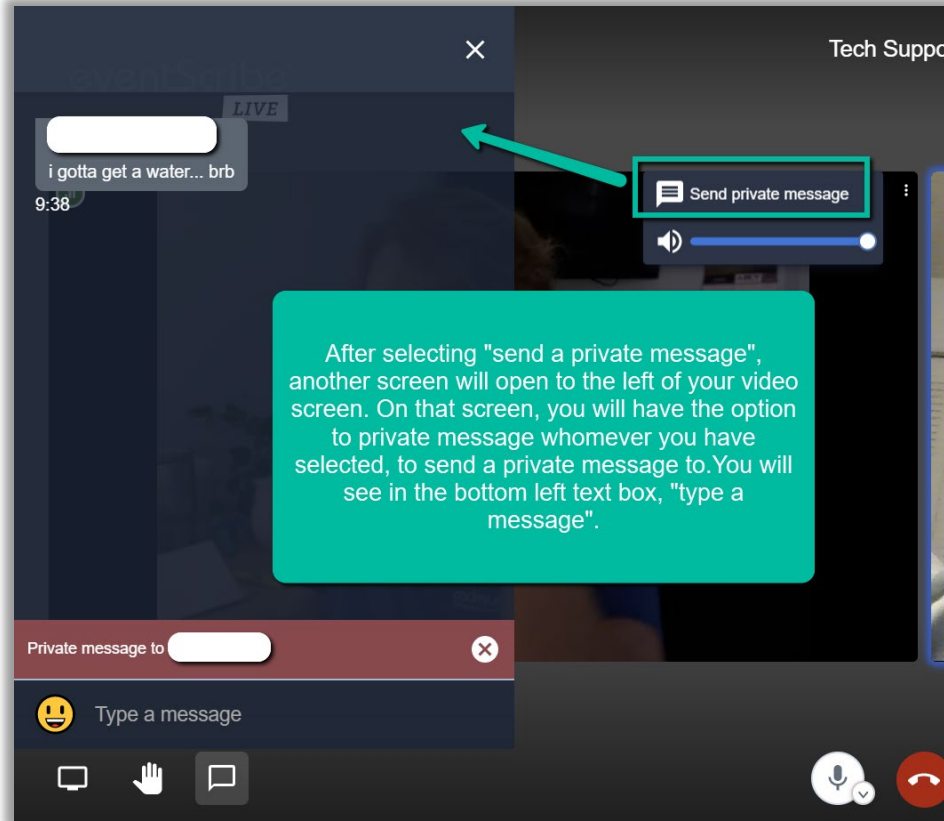 Tech Suppo
eventScribe
LIVE
i gotta get a water... brb
9:38
Send private message
After selecting "send a private message",
another screen will open to the left of your video
screen. On that screen, you will have the option
to private message whomever you have
selected, to send a private message to.You will
see in the bottom left text box, "type a
message".
Private message to
Type a message